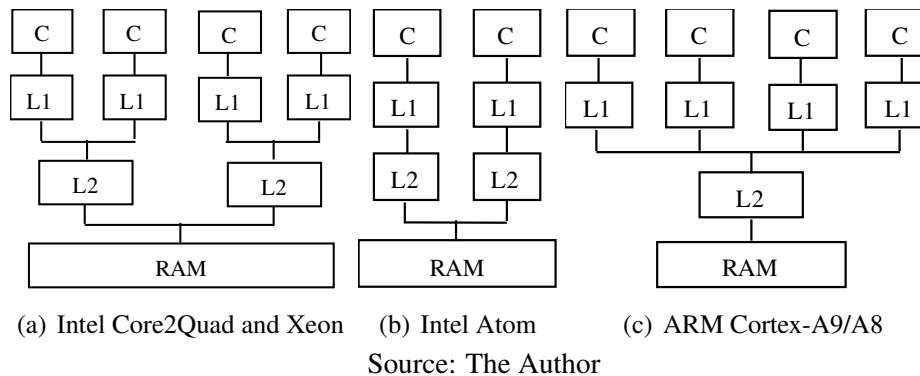 C C C C C C C C C C
L1 L1 L1 L1 L1 L1 L1 L1 L1 L1
L2 L2 L2 L2 L2
RAM RAM RAM
(a) Intel Core2Quad and Xeon (b) Intel Atom (c) ARM Cortex-A9/A8
Source: The Author